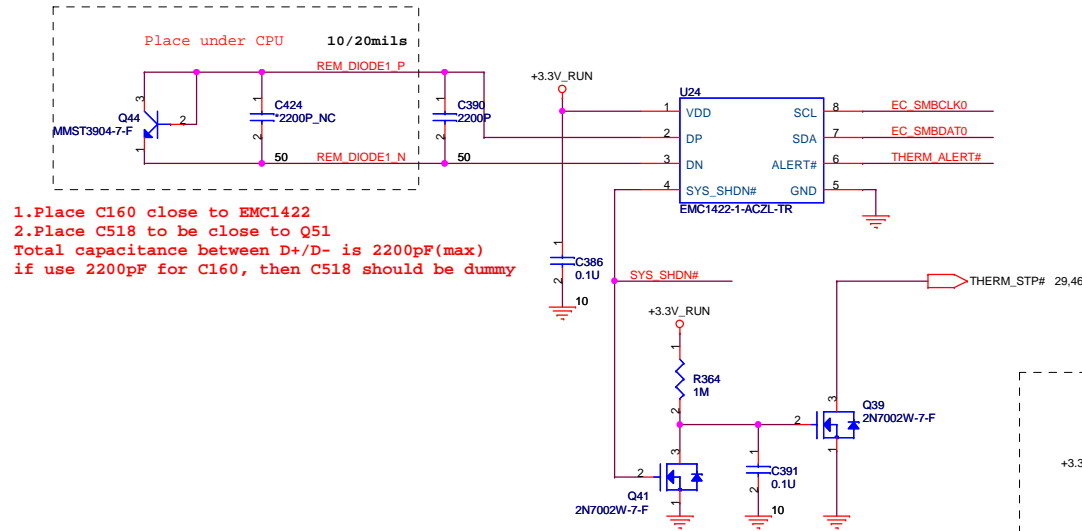 Place under CPU
10/20mils
REM_DIODE1_P
3
Q44
2
MMST3904-7-F
1
1
C424
*2200P_NC
2
50
1
C390
2200P
2
50
REM_DIODE1_N
+3.3V_RUN
U24
1 VDD
2 DP
3 DN
4 SYS_SHDN#
SCL 8 EC_SMBCLK0
SDA 7 EC_SMBDAT0
ALERT# 6 THERM_ALERT#
GND 5
EMC1422-1-ACZL-TR
1.Place C160 close to EMC1422
2.Place C518 to be close to Q51
Total capacitance between D+/D- is 2200pF(max)
if use 2200pF for C160, then C518 should be dummy
1
C386
0.1U
2
10
SYS_SHDN#
THERM_STP# 29,46
+3.3V_RUN
1
R364
1M
2
3
Q39
2N7002W-7-F
2
1
3
2
Q41
2N7002W-7-F
1
1
C391
0.1U
2
10
+3.3